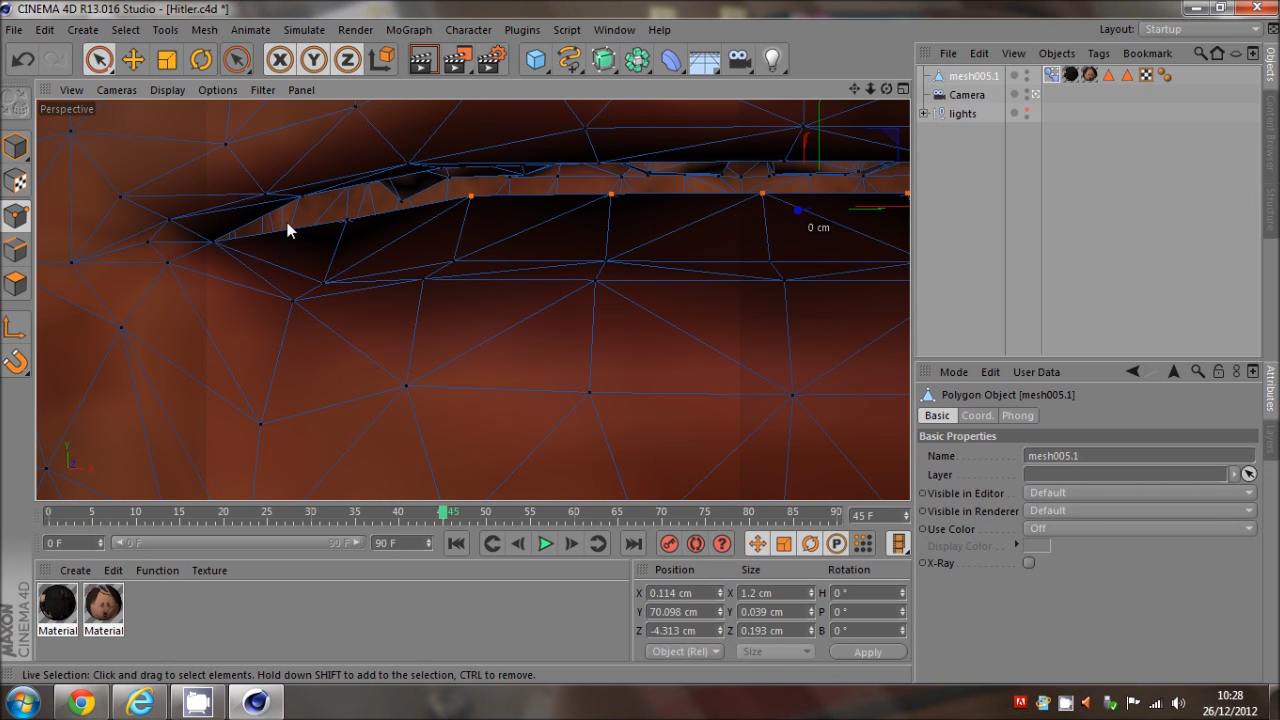 CINEMA 4D R13.016 Studio - [Hitler.c4d *]
File Edit Create Select Tools Mesh Animate Simulate Render MoGraph Character Plugins Script Window Help Layout: Startup
X Y Z
File Edit View Objects Tags Bookmark
View Cameras Display Options Filter Panel
mesh005.1
Camera
lights
Perspective
0 cm
Objects
Content Browser
Structure
Mode Edit User Data
Polygon Object [mesh005.1]
Basic Coord. Phong
Basic Properties
Name mesh005.1
Layer
Visible in Editor Default
Visible in Renderer Default
Use Color Off
Display Color
X-Ray
Attributes
Layers
Y
Z
X
0 5 10 15 20 25 30 35 40 45 50 55 60 65 70 75 80 85 90 45 F
0 F 0 F 90 F 90 F
P
Create Edit Function Texture
Material Material
Position Size Rotation
X 0.114 cm X 1.2 cm H 0 °
Y 70.098 cm Y 0.039 cm P 0 °
Z -4.313 cm Z 0.193 cm B 0 °
Object (Rel) Size Apply
MAXON
CINEMA 4D
Live Selection: Click and drag to select elements. Hold down SHIFT to add to the selection, CTRL to remove.
10:28
26/12/2012